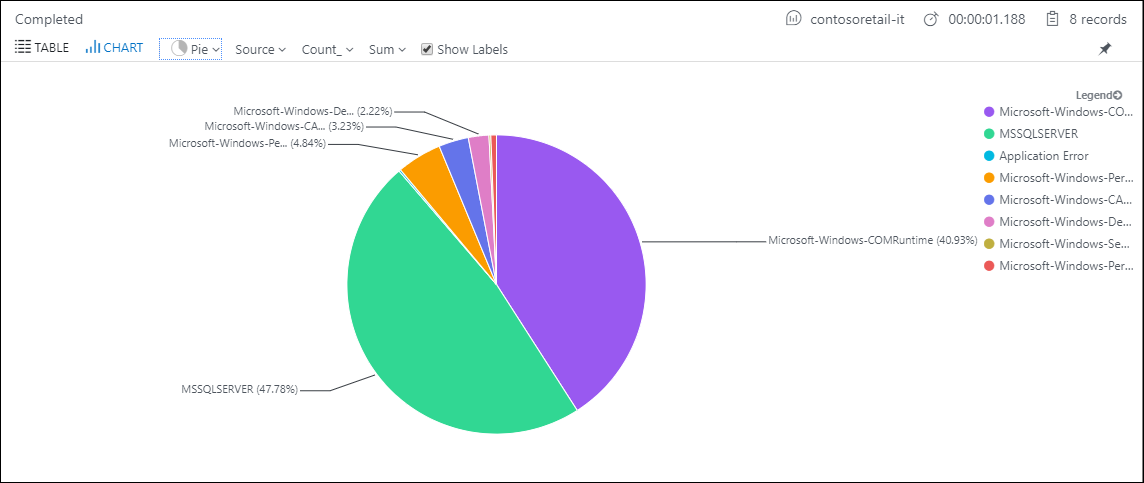 Completed contosoretail-it 00:00:01.188 8 records
TABLE CHART Pie Source Count_ Sum Show Labels
Legend
Microsoft-Windows-De... (2.22%)
Microsoft-Windows-CA... (3.23%)
Microsoft-Windows-Pe... (4.84%)
Microsoft-Windows-COMRuntime (40.93%)
MSSQLSERVER (47.78%)
Microsoft-Windows-CO...
MSSQLSERVER
Application Error
Microsoft-Windows-Per...
Microsoft-Windows-CA...
Microsoft-Windows-De...
Microsoft-Windows-Se...
Microsoft-Windows-Per...